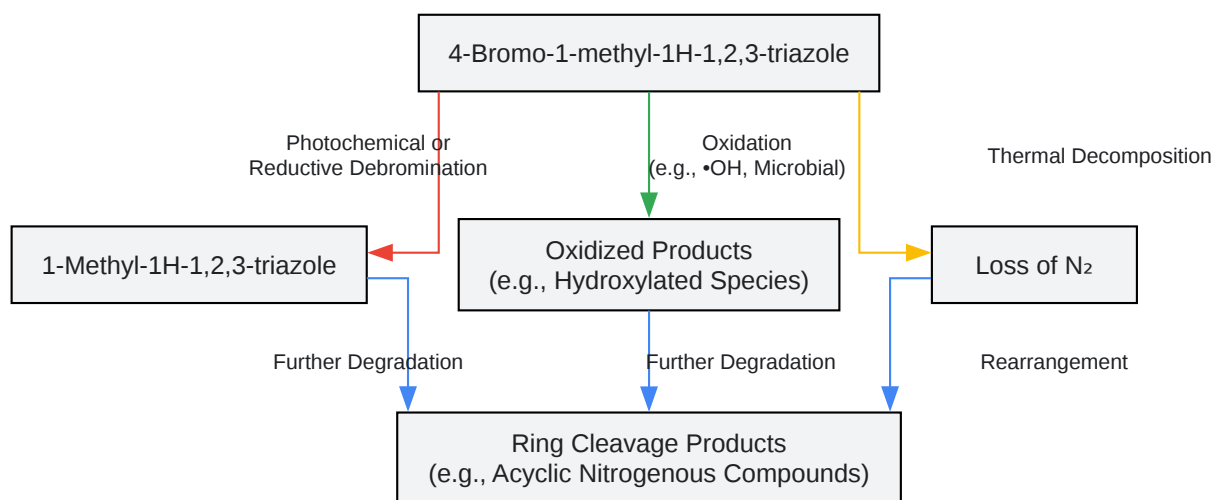 4-Bromo-1-methyl-1H-1,2,3-triazole
Photochemical or
Reductive Debromination
Oxidation
(e.g., •OH, Microbial)
Thermal Decomposition
1-Methyl-1H-1,2,3-triazole
Oxidized Products
(e.g., Hydroxylated Species)
Loss of N₂
Further Degradation
Further Degradation
Rearrangement
Ring Cleavage Products
(e.g., Acyclic Nitrogenous Compounds)